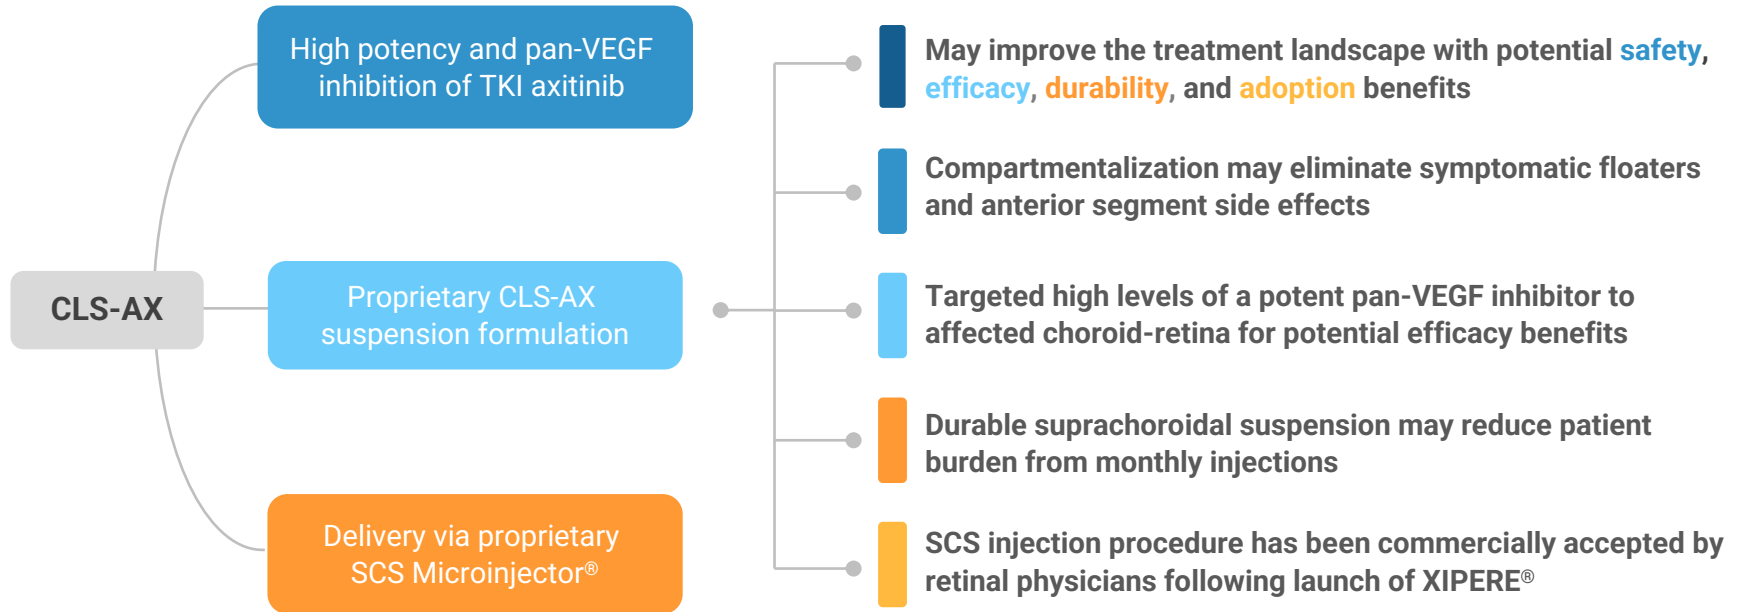 CLS-AX
High potency and pan-VEGF
inhibition of TKI axitinib
Proprietary CLS-AX
suspension formulation
Delivery via proprietary
SCS Microinjector®
May improve the treatment landscape with potential safety,
efficacy, durability, and adoption benefits
Compartmentalization may eliminate symptomatic floaters
and anterior segment side effects
Targeted high levels of a potent pan-VEGF inhibitor to
affected choroid-retina for potential efficacy benefits
Durable suprachoroidal suspension may reduce patient
burden from monthly injections
SCS injection procedure has been commercially accepted by
retinal physicians following launch of XIPERE®